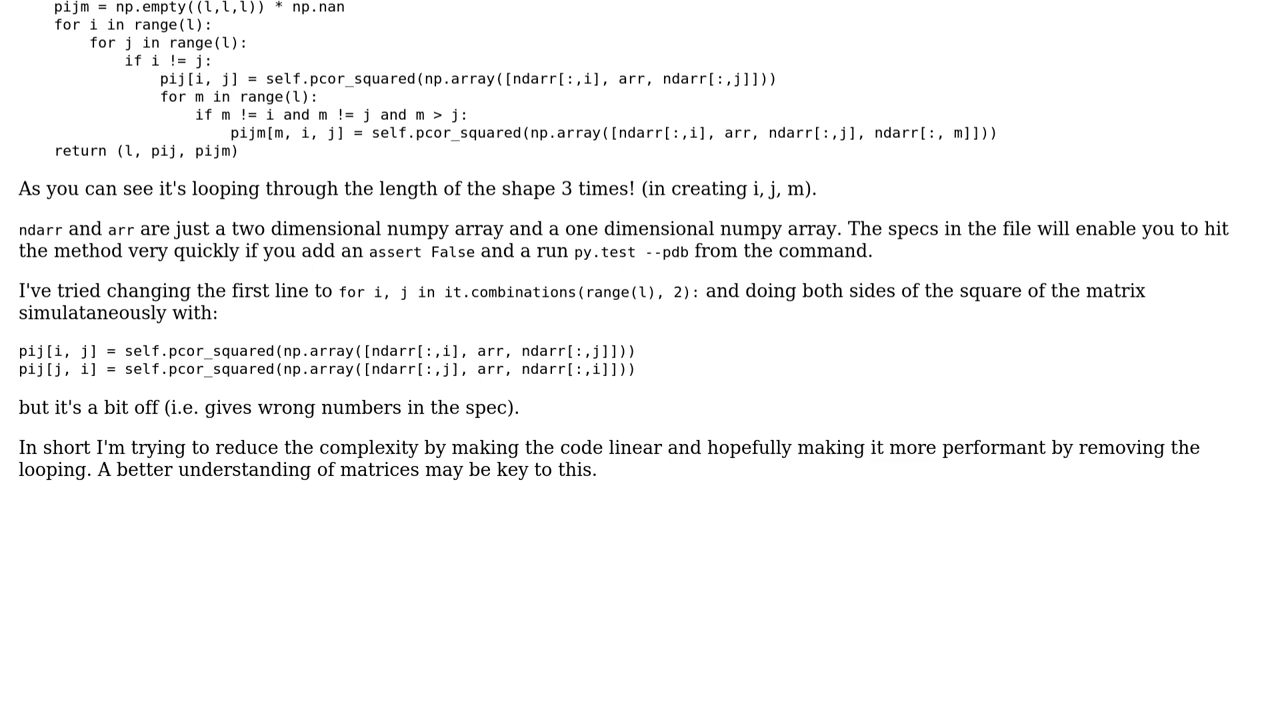 pijm = np.empty((l,l,l)) * np.nan
for i in range(l):
for j in range(l):
if i != j:
pij[i, j] = self.pcor_squared(np.array([ndarr[:,i], arr, ndarr[:,j]]))
for m in range(l):
if m != i and m != j and m > j:
pijm[m, i, j] = self.pcor_squared(np.array([ndarr[:,i], arr, ndarr[:,j], ndarr[:, m]]))
return (l, pij, pijm)
As you can see it's looping through the length of the shape 3 times! (in creating i, j, m).
ndarr and arr are just a two dimensional numpy array and a one dimensional numpy array. The specs in the file will enable you to hit
the method very quickly if you add an assert False and a run py.test --pdb from the command.
I've tried changing the first line to for i, j in it.combinations(range(l), 2): and doing both sides of the square of the matrix
simulataneously with:
pij[i, j] = self.pcor_squared(np.array([ndarr[:,i], arr, ndarr[:,j]]))
pij[j, i] = self.pcor_squared(np.array([ndarr[:,j], arr, ndarr[:,i]]))
but it's a bit off (i.e. gives wrong numbers in the spec).
In short I'm trying to reduce the complexity by making the code linear and hopefully making it more performant by removing the
looping. A better understanding of matrices may be key to this.